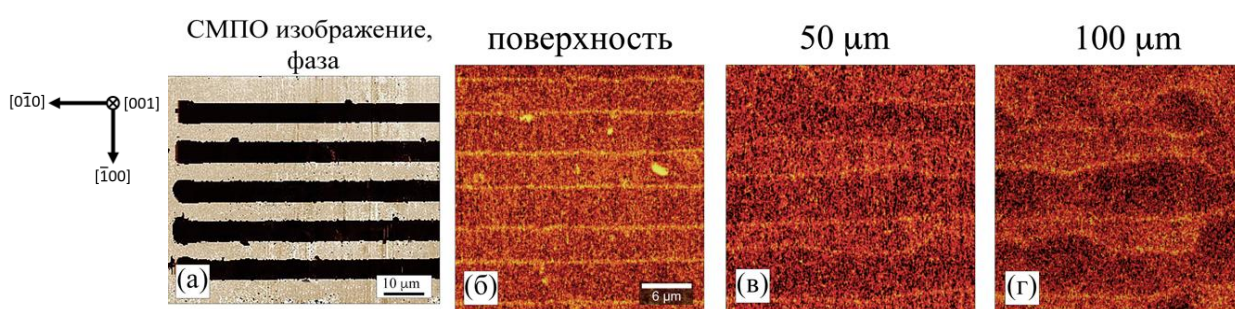 СМПО изображение,
фаза
поверхность
50 µm
100 µm
[01̅0]
[001]
[1̅00]
(а)
10 µm
(б)
6 µm
(в)
(г)